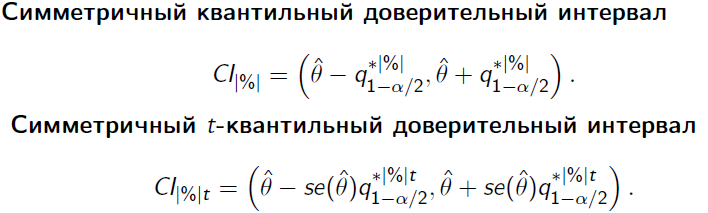 Симметричный квантильный доверительный интервал
CI_{|%|} = ( θ̂ − q^{*|%|}_{1−α/2}, θ̂ + q^{*|%|}_{1−α/2} ) .
Симметричный t-квантильный доверительный интервал
CI_{|%|t} = ( θ̂ − se(θ̂)q^{*|%|t}_{1−α/2}, θ̂ + se(θ̂)q^{*|%|t}_{1−α/2} ) .